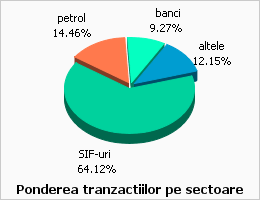 petrol
14.46%
banci
9.27%
altele
12.15%
SIF-uri
64.12%
Ponderea tranzactiilor pe sectoare